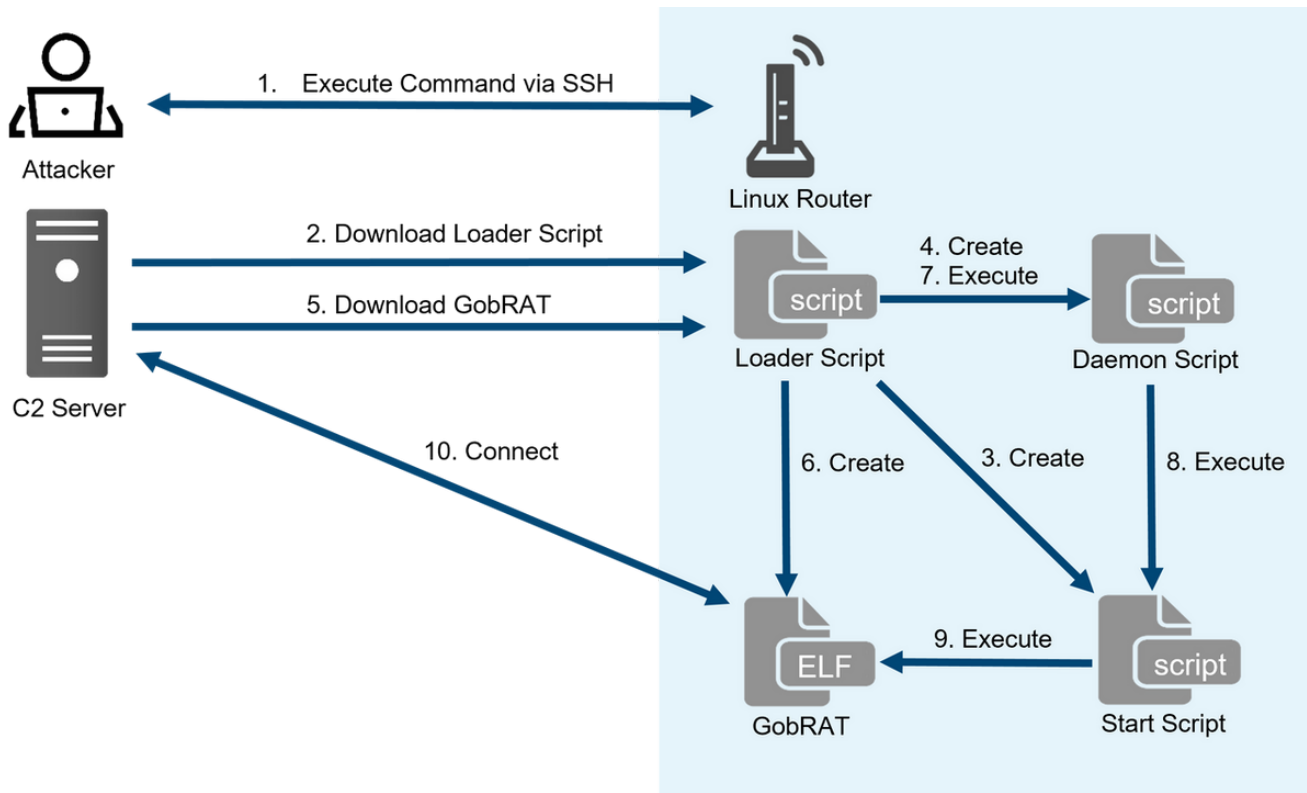 1. Execute Command via SSH
Attacker
Linux Router
2. Download Loader Script
4. Create
7. Execute
script
script
5. Download GobRAT
Loader Script
Daemon Script
C2 Server
10. Connect
6. Create
3. Create
8. Execute
9. Execute
ELF
script
GobRAT
Start Script